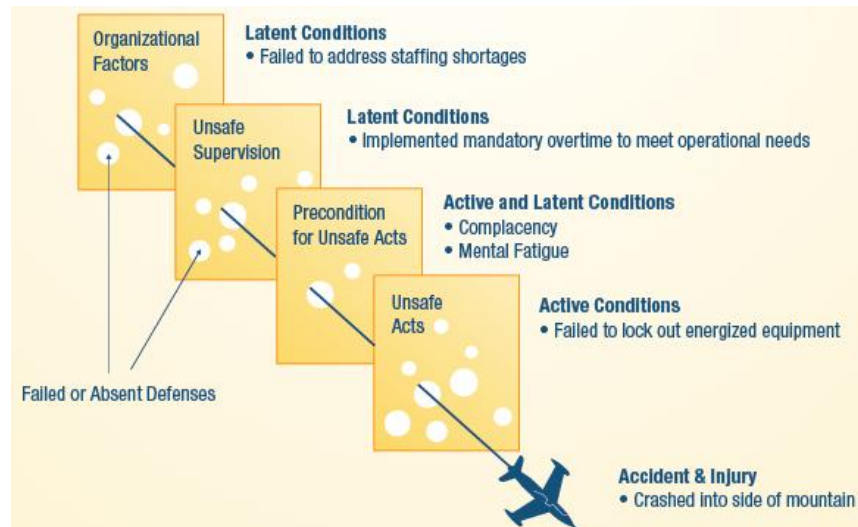 Organizational
Factors
Latent Conditions
• Failed to address staffing shortages
Unsafe
Supervision
Latent Conditions
• Implemented mandatory overtime to meet operational needs
Precondition
for Unsafe Acts
Active and Latent Conditions
• Complacency
• Mental Fatigue
Unsafe
Acts
Active Conditions
• Failed to lock out energized equipment
Failed or Absent Defenses
Accident & Injury
• Crashed into side of mountain